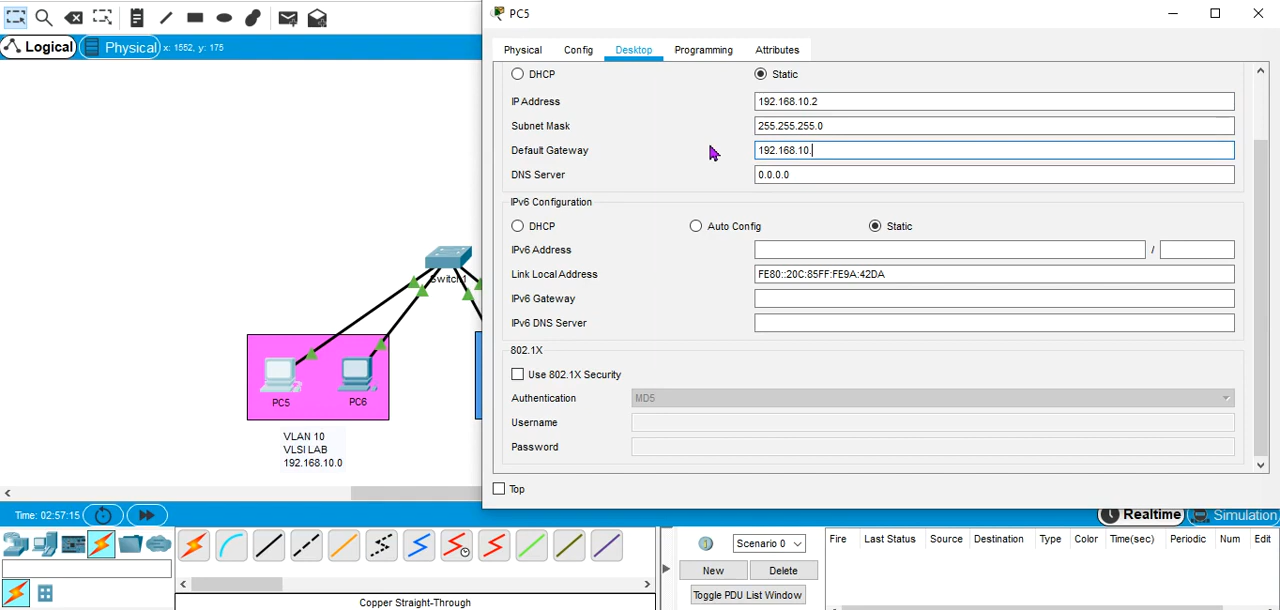 PC5
Logical
Physical
x: 1552, y: 175
Physical
Config
Desktop
Programming
Attributes
DHCP
Static
IP Address
192.168.10.2
Subnet Mask
255.255.255.0
Default Gateway
192.168.10.
DNS Server
0.0.0.0
IPv6 Configuration
DHCP
Auto Config
Static
IPv6 Address
/
Link Local Address
FE80::20C:85FF:FE9A:42DA
IPv6 Gateway
IPv6 DNS Server
802.1X
Use 802.1X Security
Authentication
MD5
Username
Password
Top
Switch1
PC5
PC6
VLAN 10
VLSI LAB
192.168.10.0
Time: 02:57:15
Realtime
Simulation
Scenario 0
New
Delete
Toggle PDU List Window
Fire
Last Status
Source
Destination
Type
Color
Time(sec)
Periodic
Num
Edit
Copper Straight-Through